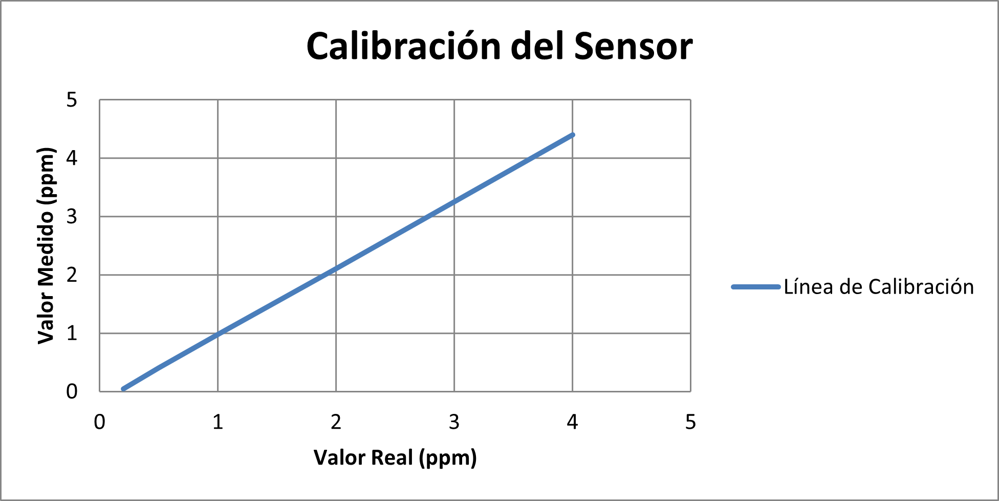 Calibración del Sensor
5
4
3
2
1
0
Valor Medido (ppm)
0 1 2 3 4 5
Valor Real (ppm)
Línea de Calibración